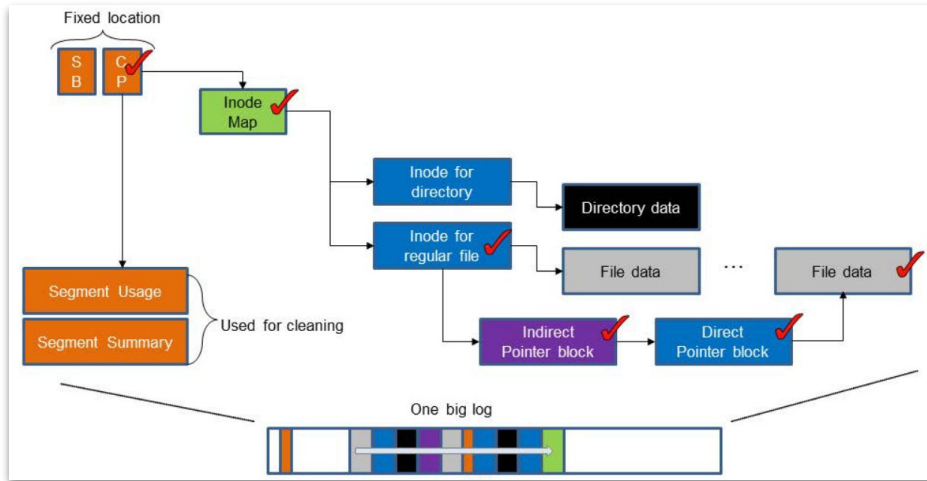 Fixed location
S
B
C
P
Inode
Map
Inode for
directory
Directory data
Inode for
regular file
File data
...
File data
Segment Usage
Used for cleaning
Segment Summary
Indirect
Pointer block
Direct
Pointer block
One big log